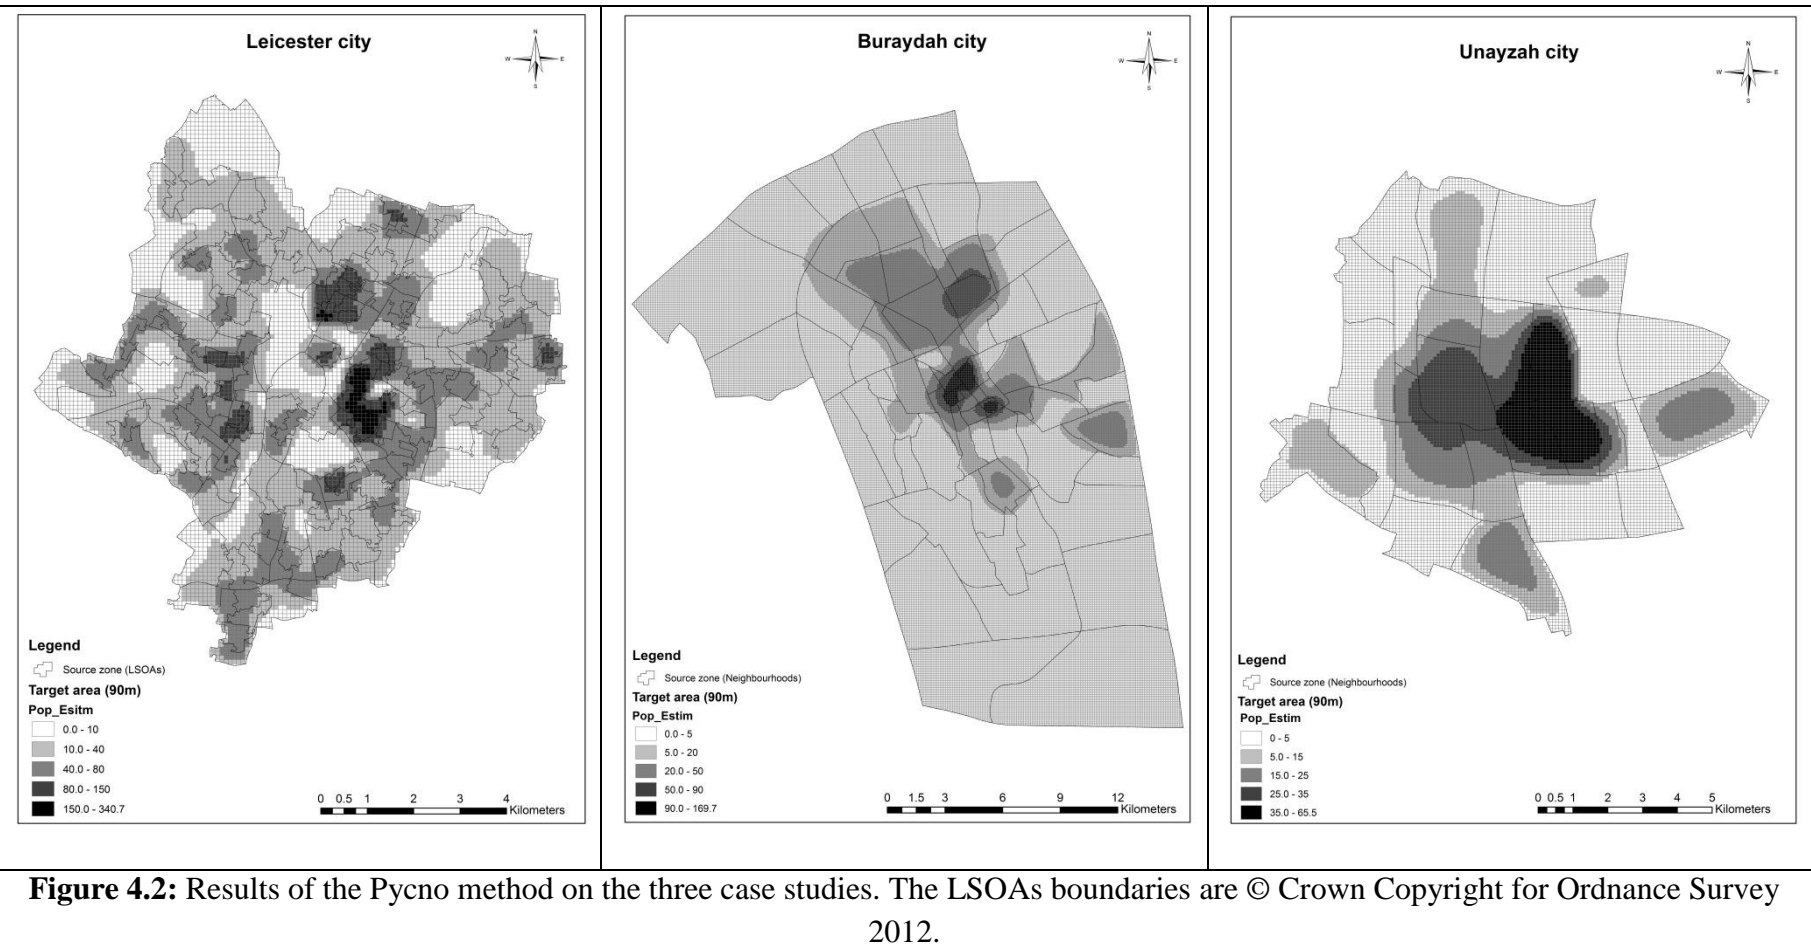 Leicester city
N
W
E
S
Legend
Source zone (LSOAs)
Target area (90m)
Pop_Esitm
0.0 - 10
10.0 - 40
40.0 - 80
80.0 - 150
150.0 - 340.7
0 0.5 1 2 3 4
Kilometers
Buraydah city
N
W
E
S
Legend
Source zone (Neighbourhoods)
Target area (90m)
Pop_Estim
0.0 - 5
5.0 - 20
20.0 - 50
50.0 - 90
90.0 - 169.7
0 1.5 3 6 9 12
Kilometers
Unayzah city
N
W
E
S
Legend
Source zone (Neighbourhoods)
Target area (90m)
Pop_Estim
0 - 5
5.0 - 15
15.0 - 25
25.0 - 35
35.0 - 65.5
0 0.5 1 2 3 4 5
Kilometers
Figure 4.2: Results of the Pycno method on the three case studies. The LSOAs boundaries are © Crown Copyright for Ordnance Survey
2012.